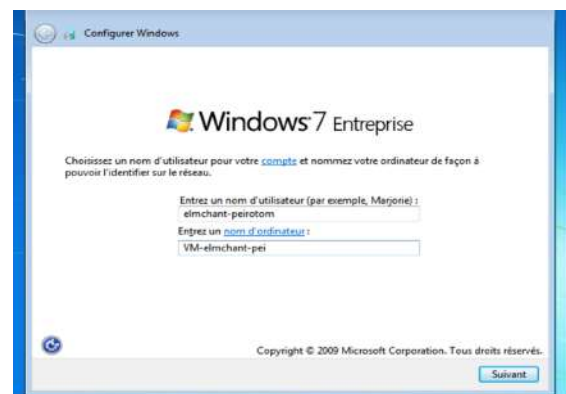 Configurer Windows
Windows 7 Entreprise
Choisissez un nom d'utilisateur pour votre compte et nommez votre ordinateur de façon à
pouvoir l'identifier sur le réseau.
Entrez un nom d'utilisateur (par exemple, Marjorie) :
elmchant-peirotom
Entrez un nom d'ordinateur :
VM-elmchant-pei
Copyright © 2009 Microsoft Corporation. Tous droits réservés.
Suivant